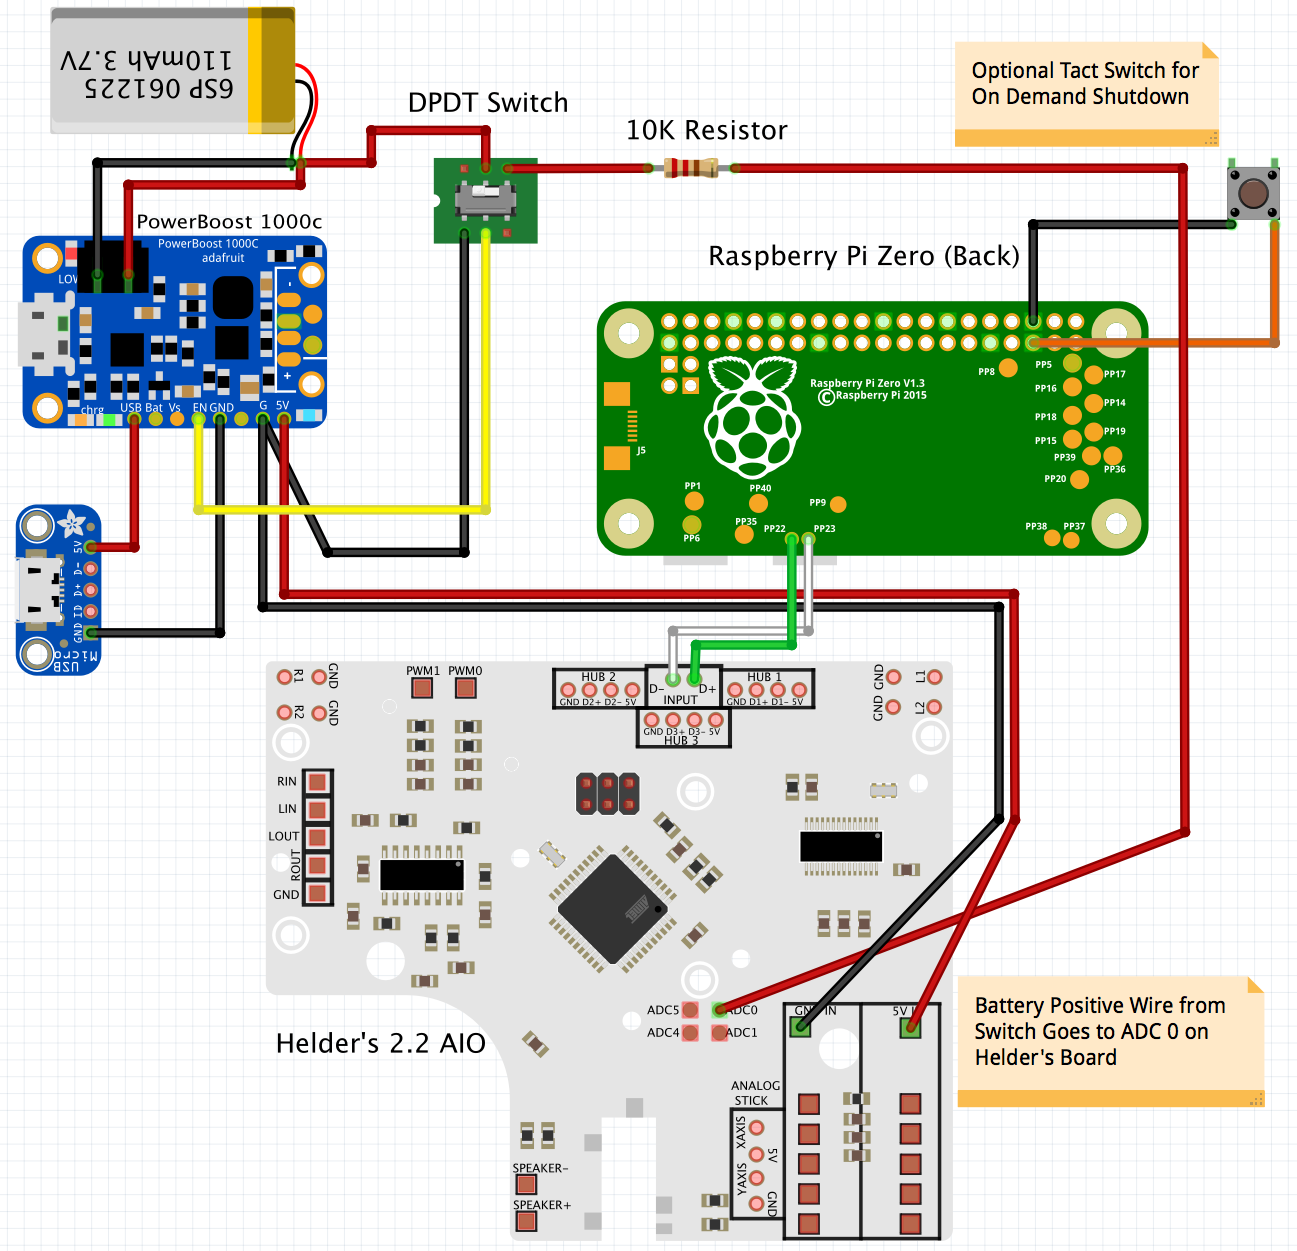 6SP 061225
110mAh 3.7V
DPDT Switch
10K Resistor
Optional Tact Switch for
On Demand Shutdown
PowerBoost 1000c
PowerBoost 1000C
adafruit
LOW
-
+
chrg
USB Bat Vs EN GND G 5V
Raspberry Pi Zero (Back)
Raspberry Pi Zero V1.3
© Raspberry Pi 2015
J5
PP8
PP5
PP17
PP16
PP14
PP18
PP19
PP15
PP39
PP36
PP20
PP1
PP40
PP9
PP6
PP35
PP22
PP23
PP38
PP37
5V
D-
D+
ID
GND
USB
Micro
R1
GND
R2
GND
PWM1
PWM0
HUB 2
GND D2+ D2- 5V
D-
D+
INPUT
HUB 1
GND D1+ D1- 5V
GND D3+ D3- 5V
HUB 3
GND
L1
GND
L2
RIN
LIN
LOUT
ROUT
GND
Helder's 2.2 AIO
ADC5
ADC0
ADC4
ADC1
GND IN
5V I
Battery Positive Wire from
Switch Goes to ADC 0 on
Helder's Board
ANALOG
STICK
XAXIS
5V
YAXIS
GND
SPEAKER-
SPEAKER+